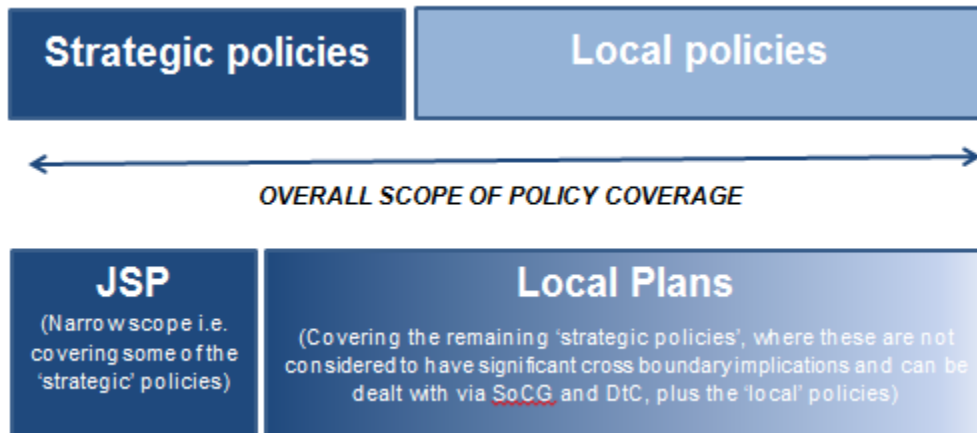 Strategic policies
Local policies
OVERALL SCOPE OF POLICY COVERAGE
JSP
(Narrow scope i.e.
covering some of the
‘strategic’ policies)
Local Plans
(Covering the remaining ‘strategic policies’, where these are not
considered to have significant cross boundary implications and can be
dealt with via SoCG and DtC, plus the ‘local’ policies)